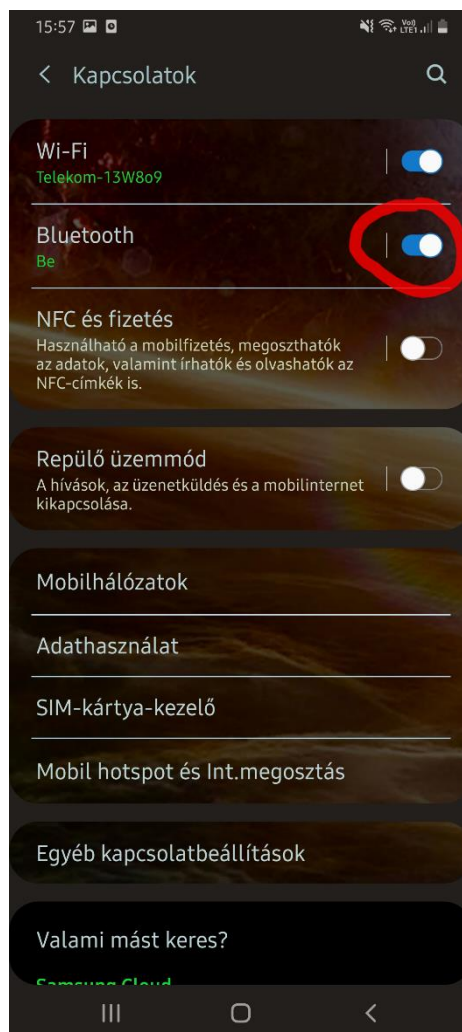 15:57
Vo))
LTE1
Kapcsolatok
Wi-Fi
Telekom-13W8o9
Bluetooth
Be
NFC és fizetés
Használható a mobilfizetés, megoszthatók
az adatok, valamint írhatók és olvashatók az
NFC-címkék is.
Repülő üzemmód
A hívások, az üzenetküldés és a mobilinternet
kikapcsolása.
Mobilhálózatok
Adathasználat
SIM-kártya-kezelő
Mobil hotspot és Int.megosztás
Egyéb kapcsolatbeállítások
Valami mást keres?
Samsung Cloud